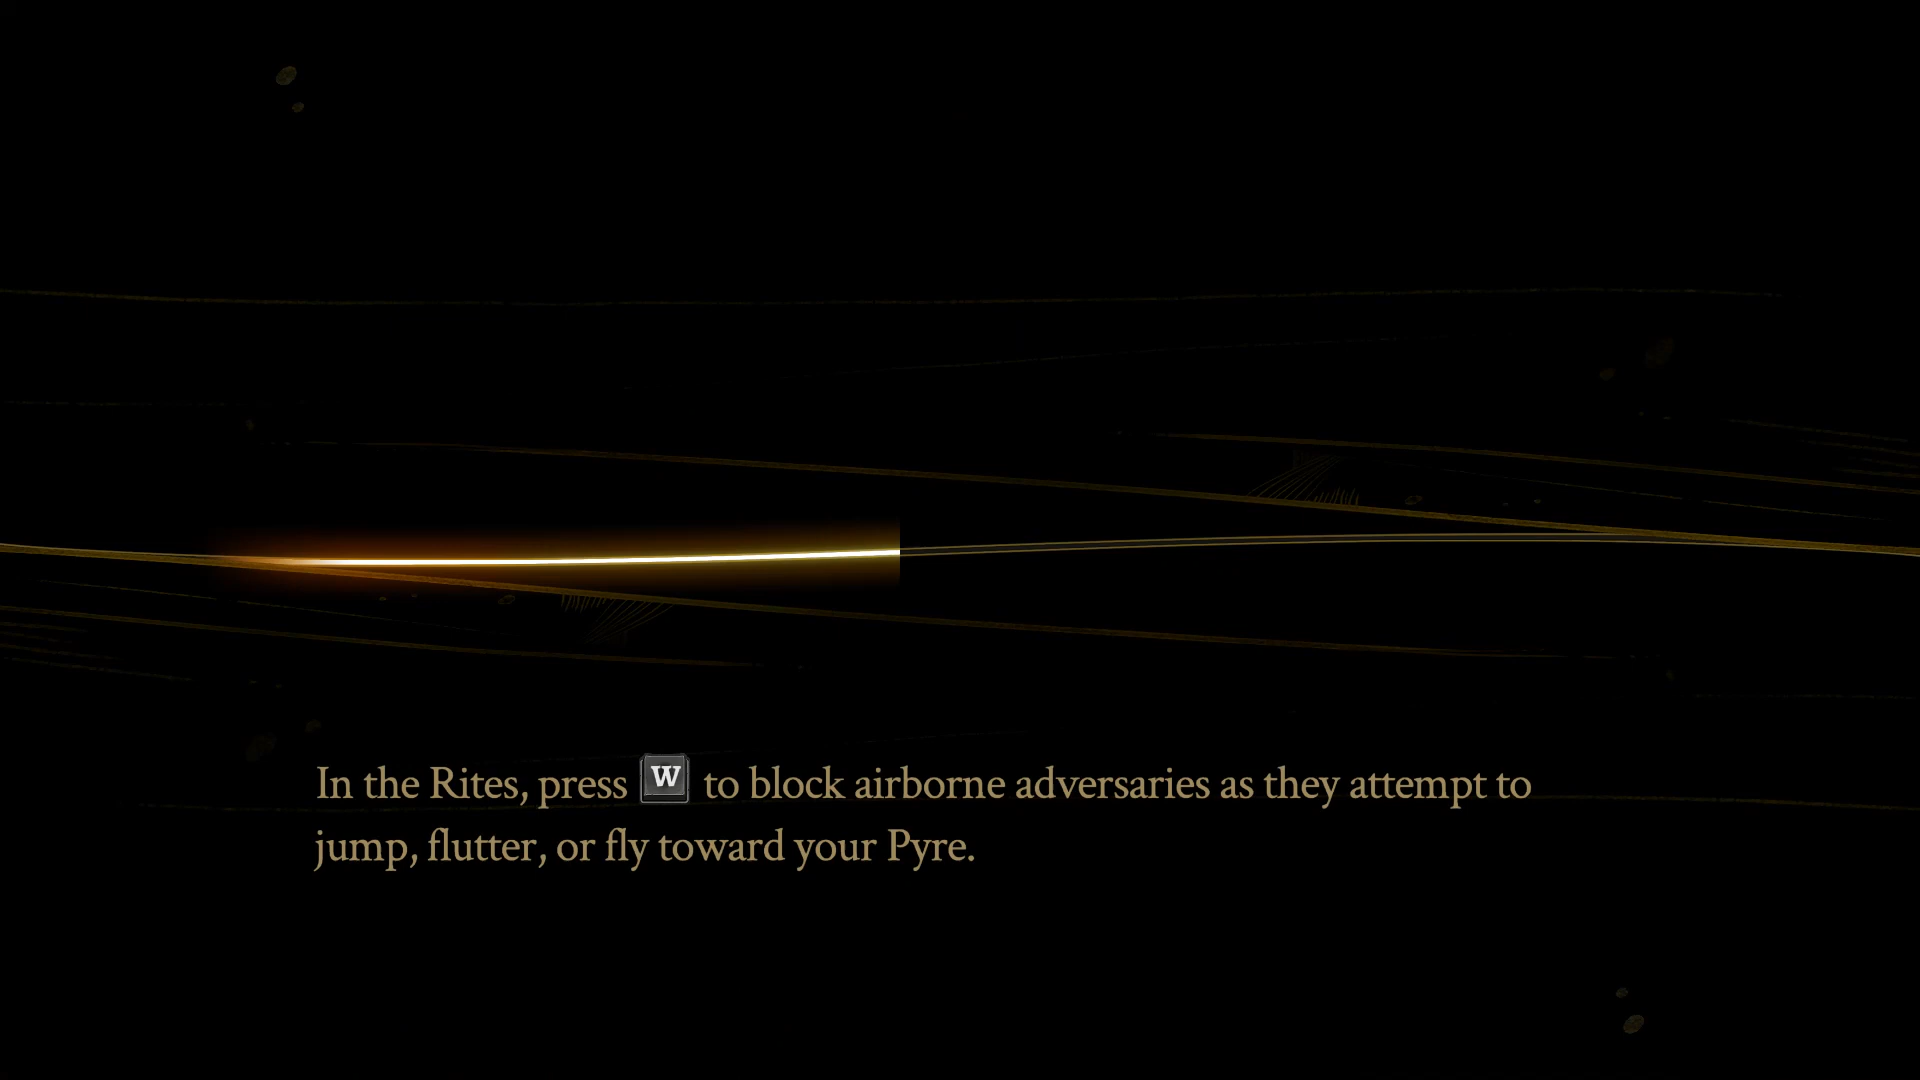 In the Rites, press W to block airborne adversaries as they attempt to
jump, flutter, or fly toward your Pyre.